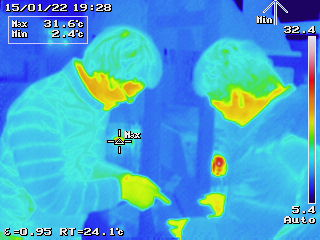 15/01/22 19:28
Min
Max 31.6℃
Min 2.4℃
32.4
Max
5.4
Auto
ε=0.95 RT=24.1℃